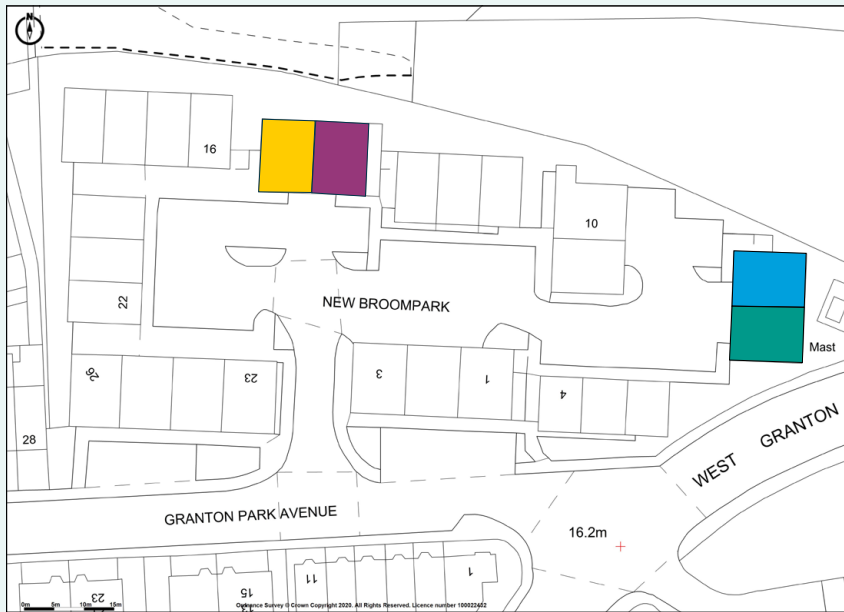 N
16
10
22
NEW BROOMPARK
Mast
26
23
3
1
4
28
WEST GRANTON
GRANTON PARK AVENUE
16.2m
23
15
11
1
0m 5m 10m 15m
Ordnance Survey © Crown Copyright 2020. All Rights Reserved. Licence number 100022432